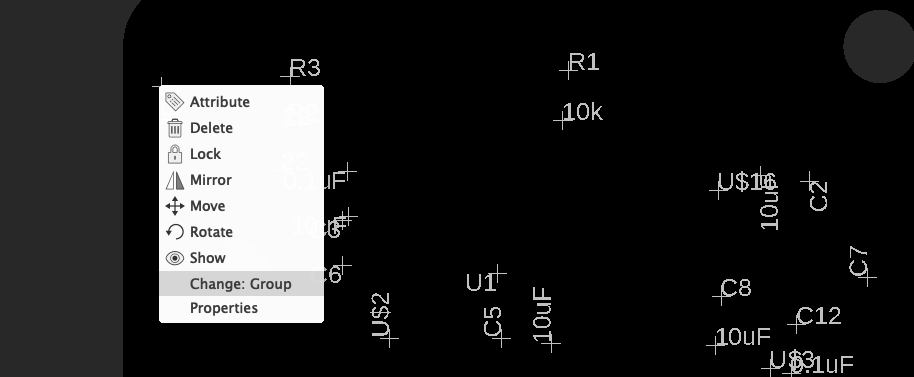 R3
R1
10k
Attribute
Delete
Lock
Mirror
Move
Rotate
Show
Change: Group
Properties
0.1uF
C3
C6
U$2
U1
C5
10uF
U$16
10uF
C2
C7
C8
10uF
C12
U$3
0.1uF